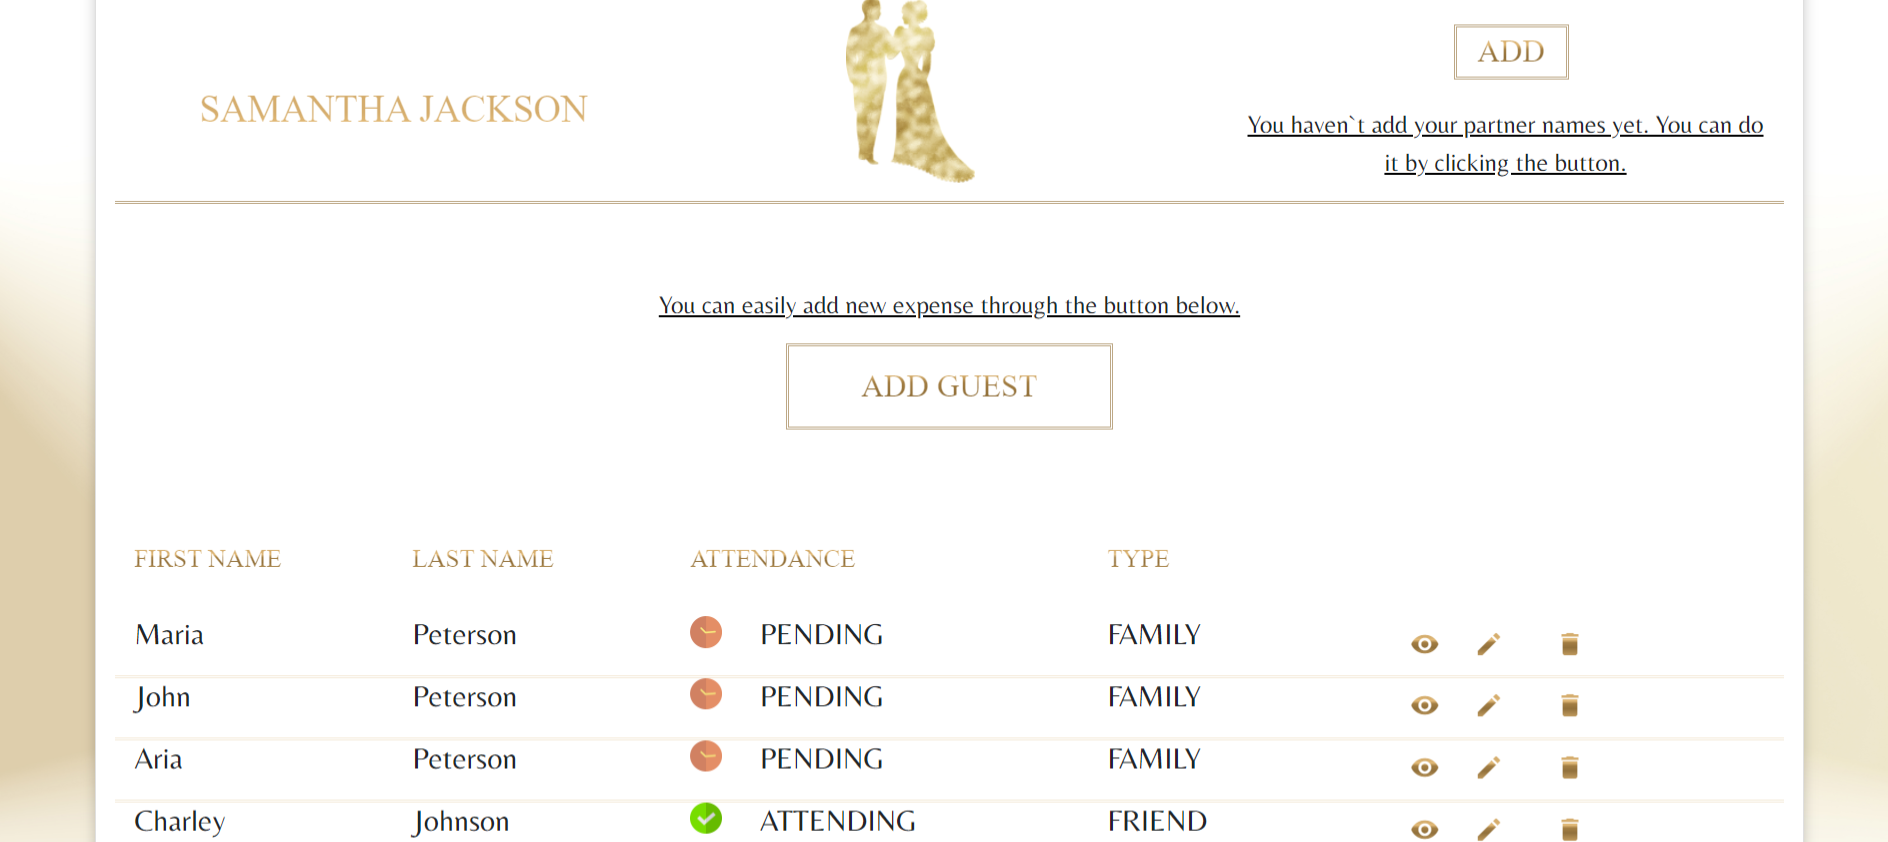 ADD
SAMANTHA JACKSON
You haven`t add your partner names yet. You can do
it by clicking the button.
You can easily add new expense through the button below.
ADD GUEST
FIRST NAME LAST NAME ATTENDANCE TYPE
Maria Peterson PENDING FAMILY
John Peterson PENDING FAMILY
Aria Peterson PENDING FAMILY
Charley Johnson ATTENDING FRIEND